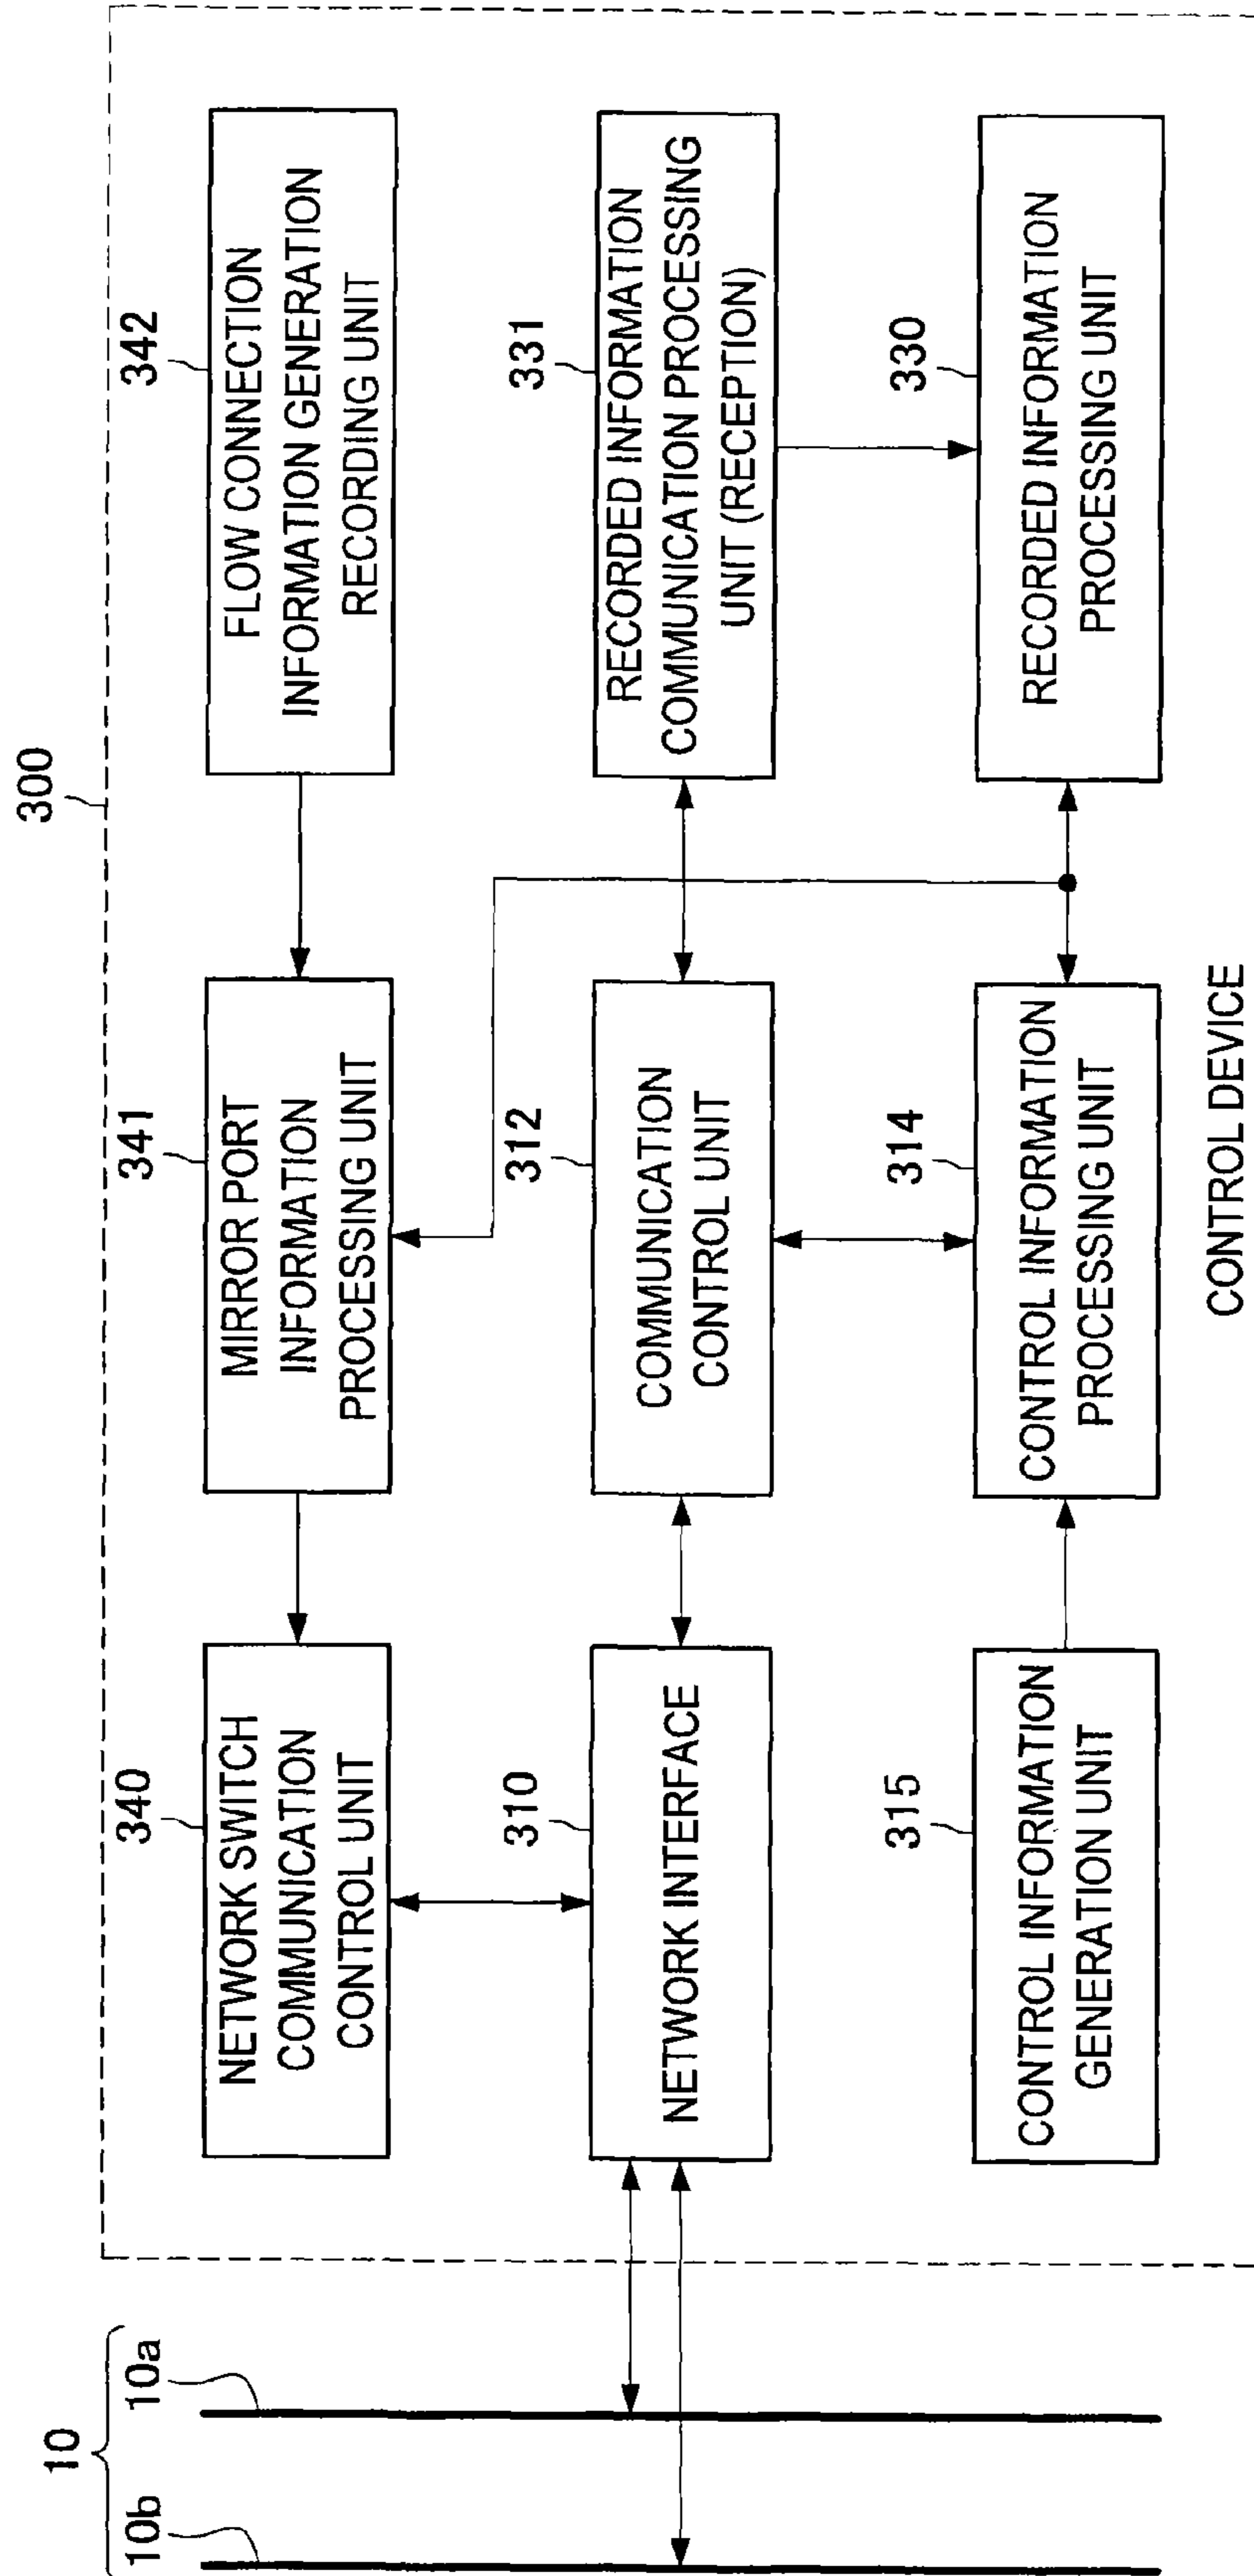 300
342
FLOW CONNECTION
INFORMATION GENERATION
RECORDING UNIT
331
RECORDED INFORMATION
COMMUNICATION PROCESSING
UNIT (RECEPTION)
330
RECORDED INFORMATION
PROCESSING UNIT
341
MIRROR PORT
INFORMATION
PROCESSING UNIT
312
COMMUNICATION
CONTROL UNIT
314
CONTROL INFORMATION
PROCESSING UNIT
340
NETWORK SWITCH
COMMUNICATION
CONTROL UNIT
310
NETWORK INTERFACE
315
CONTROL INFORMATION
GENERATION UNIT
CONTROL DEVICE
10
10a
10b